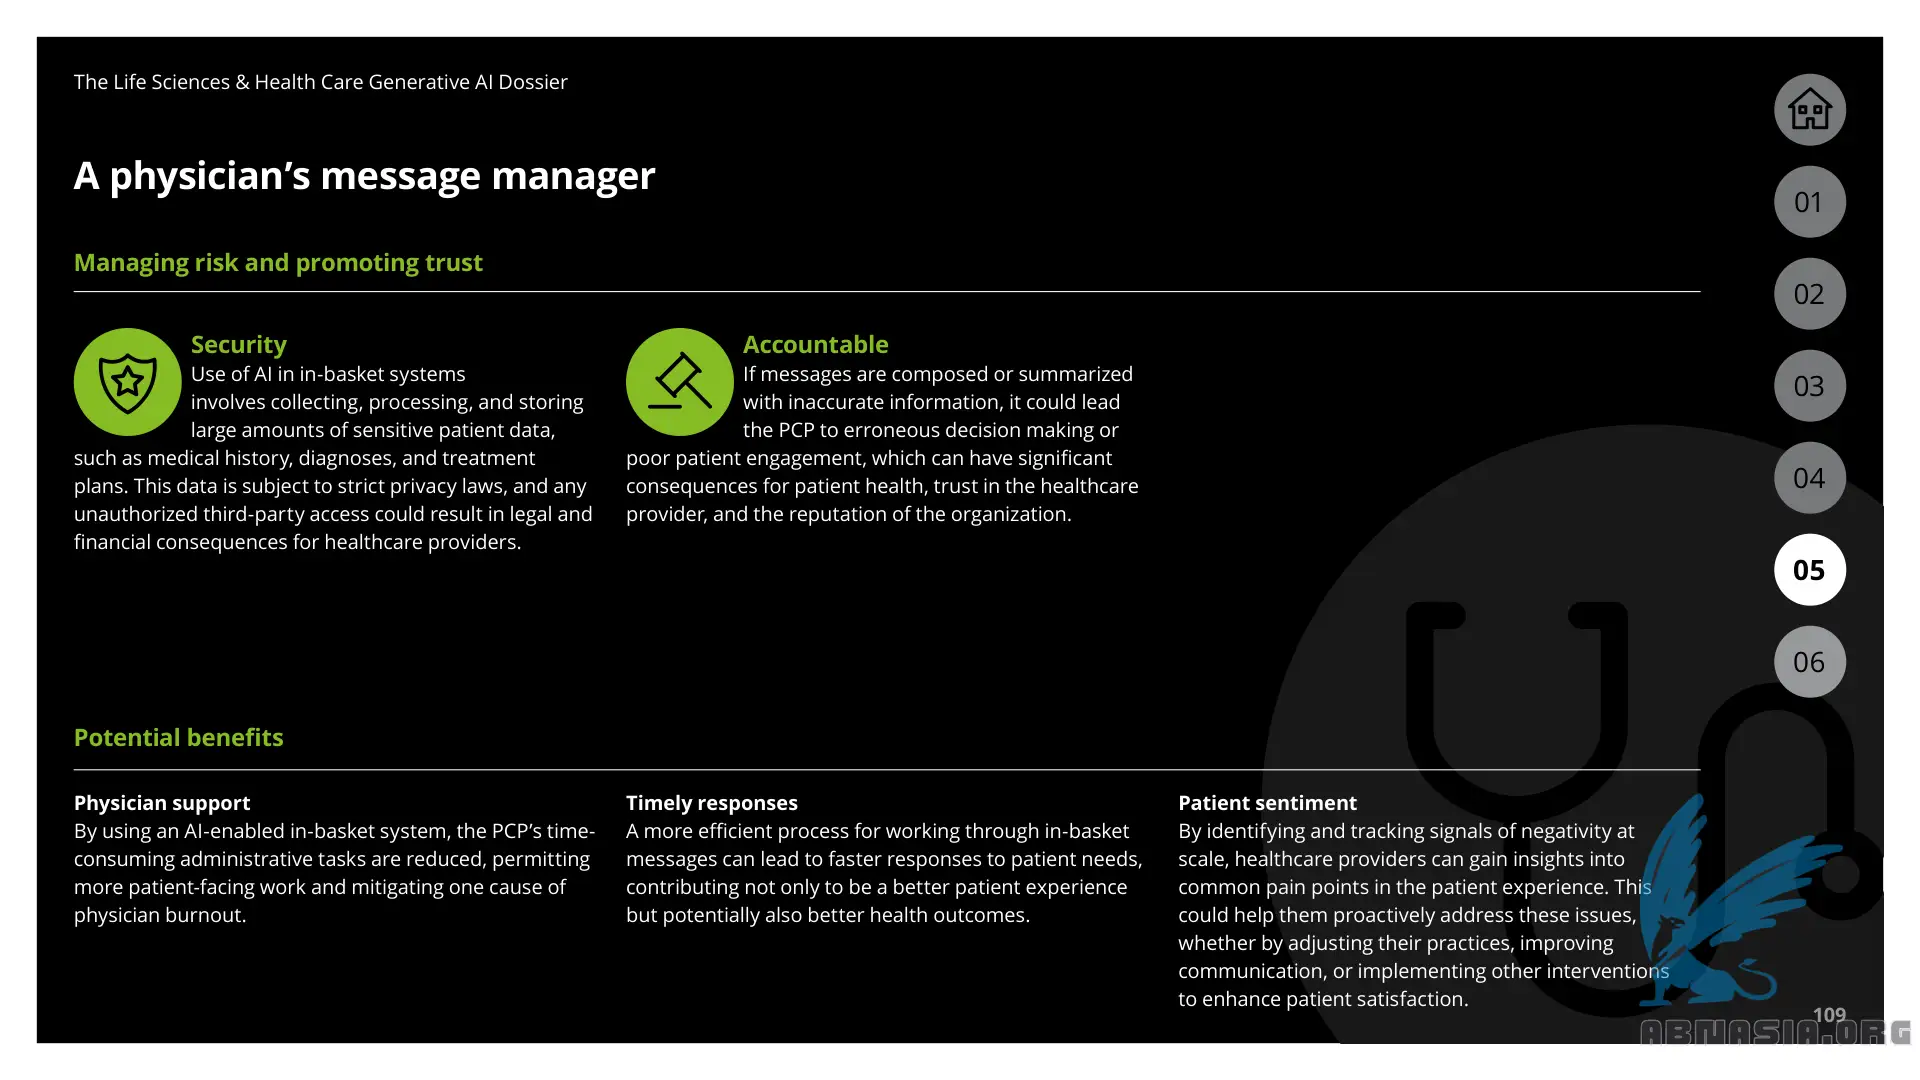 The Life Sciences & Health Care Generative AI Dossier
A physician’s message manager
Managing risk and promoting trust
Security
Use of AI in in-basket systems
involves collecting, processing, and storing
large amounts of sensitive patient data,
such as medical history, diagnoses, and treatment
plans. This data is subject to strict privacy laws, and any
unauthorized third-party access could result in legal and
financial consequences for healthcare providers.
Accountable
If messages are composed or summarized
with inaccurate information, it could lead
the PCP to erroneous decision making or
poor patient engagement, which can have significant
consequences for patient health, trust in the healthcare
provider, and the reputation of the organization.
Potential benefits
Physician support
By using an AI-enabled in-basket system, the PCP’s time-
consuming administrative tasks are reduced, permitting
more patient-facing work and mitigating one cause of
physician burnout.
Timely responses
A more efficient process for working through in-basket
messages can lead to faster responses to patient needs,
contributing not only to be a better patient experience
but potentially also better health outcomes.
Patient sentiment
By identifying and tracking signals of negativity at
scale, healthcare providers can gain insights into
common pain points in the patient experience. This
could help them proactively address these issues,
whether by adjusting their practices, improving
communication, or implementing other interventions
to enhance patient satisfaction.
01
02
03
04
05
06
109
ABMASIA.ORG